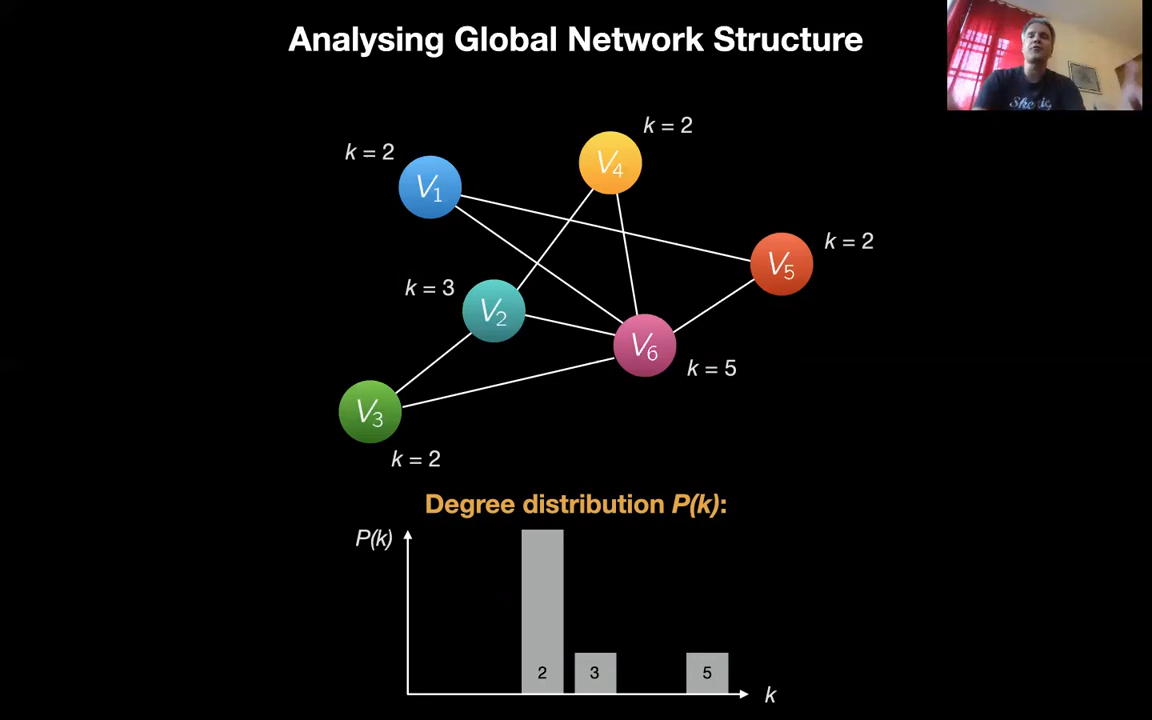 Analysing Global Network Structure
k = 2
V4
k = 2
V1
k = 2
V5
k = 3
V2
V6
k = 5
V3
k = 2
Degree distribution P(k):
P(k)
2
3
5
k